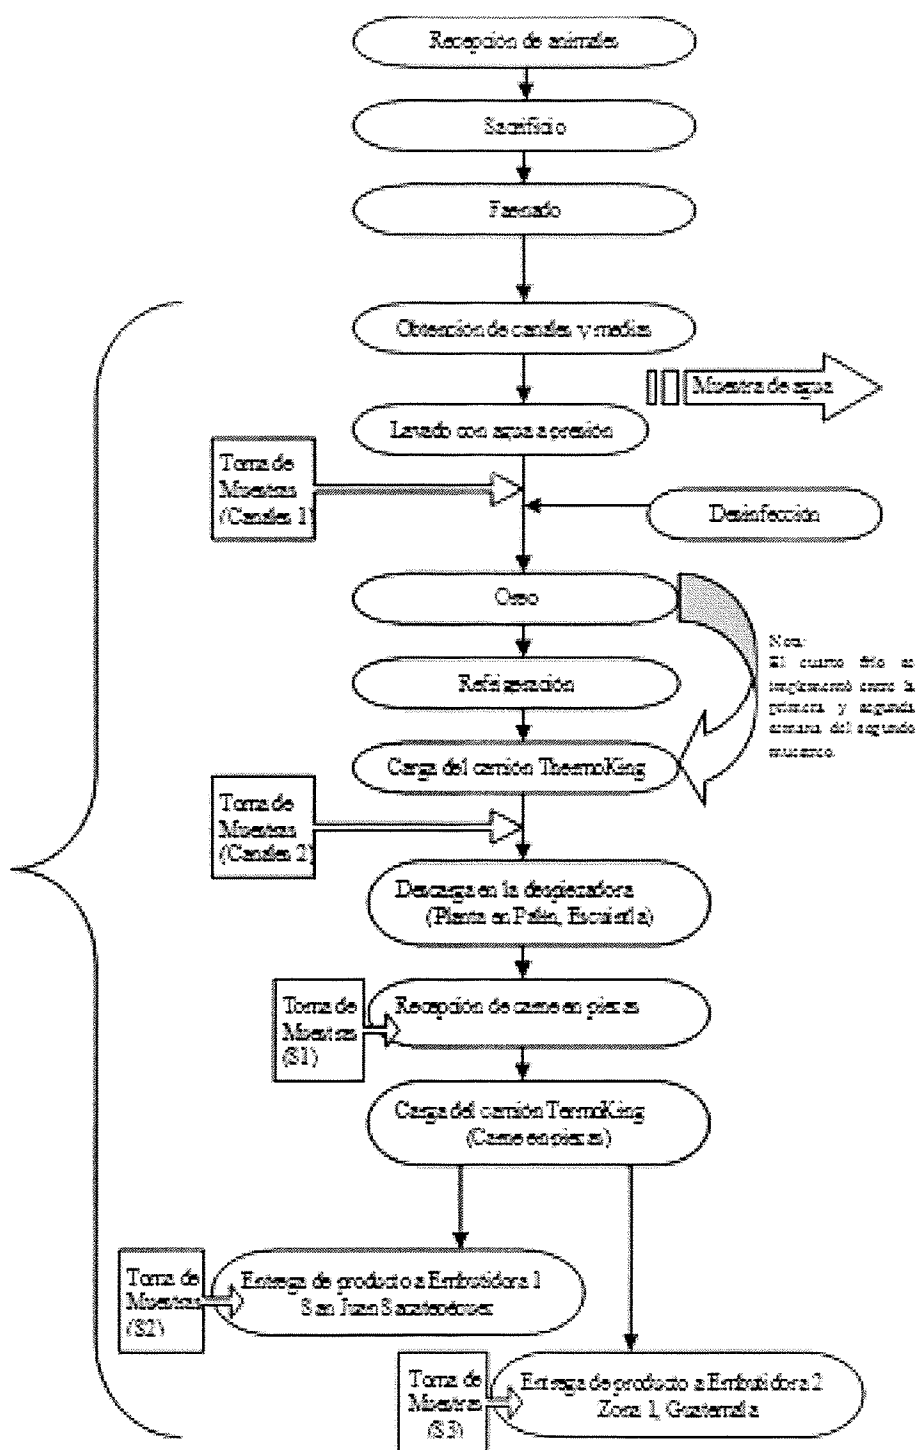 Recepción de animales
Sacrificio
Faenado
Obtención de canales y medias
Muestra de agua
Lavado con agua a presión
Toma de
Muestras
(Canales 1)
Desinfección
Oreo
Nota:
El cuarto frío se
implementó entre la
primera y segunda
semana del segundo
muestreo.
Refrigeración
Carga del camión ThermoKing
Toma de
Muestras
(Canales 2)
Descarga en la despiezadora
(Planta en Palín, Escuintla)
Toma de
Muestras
(S1)
Recepción de carne en piezas
Carga del camión TermoKing
(Carne en piezas)
Toma de
Muestras
(S2)
Entrega de producto a Embutidora 1
San Juan Sacatepéquez
Toma de
Muestras
(S3)
Entrega de producto a Embutidora 2
Zona 1, Guatemala